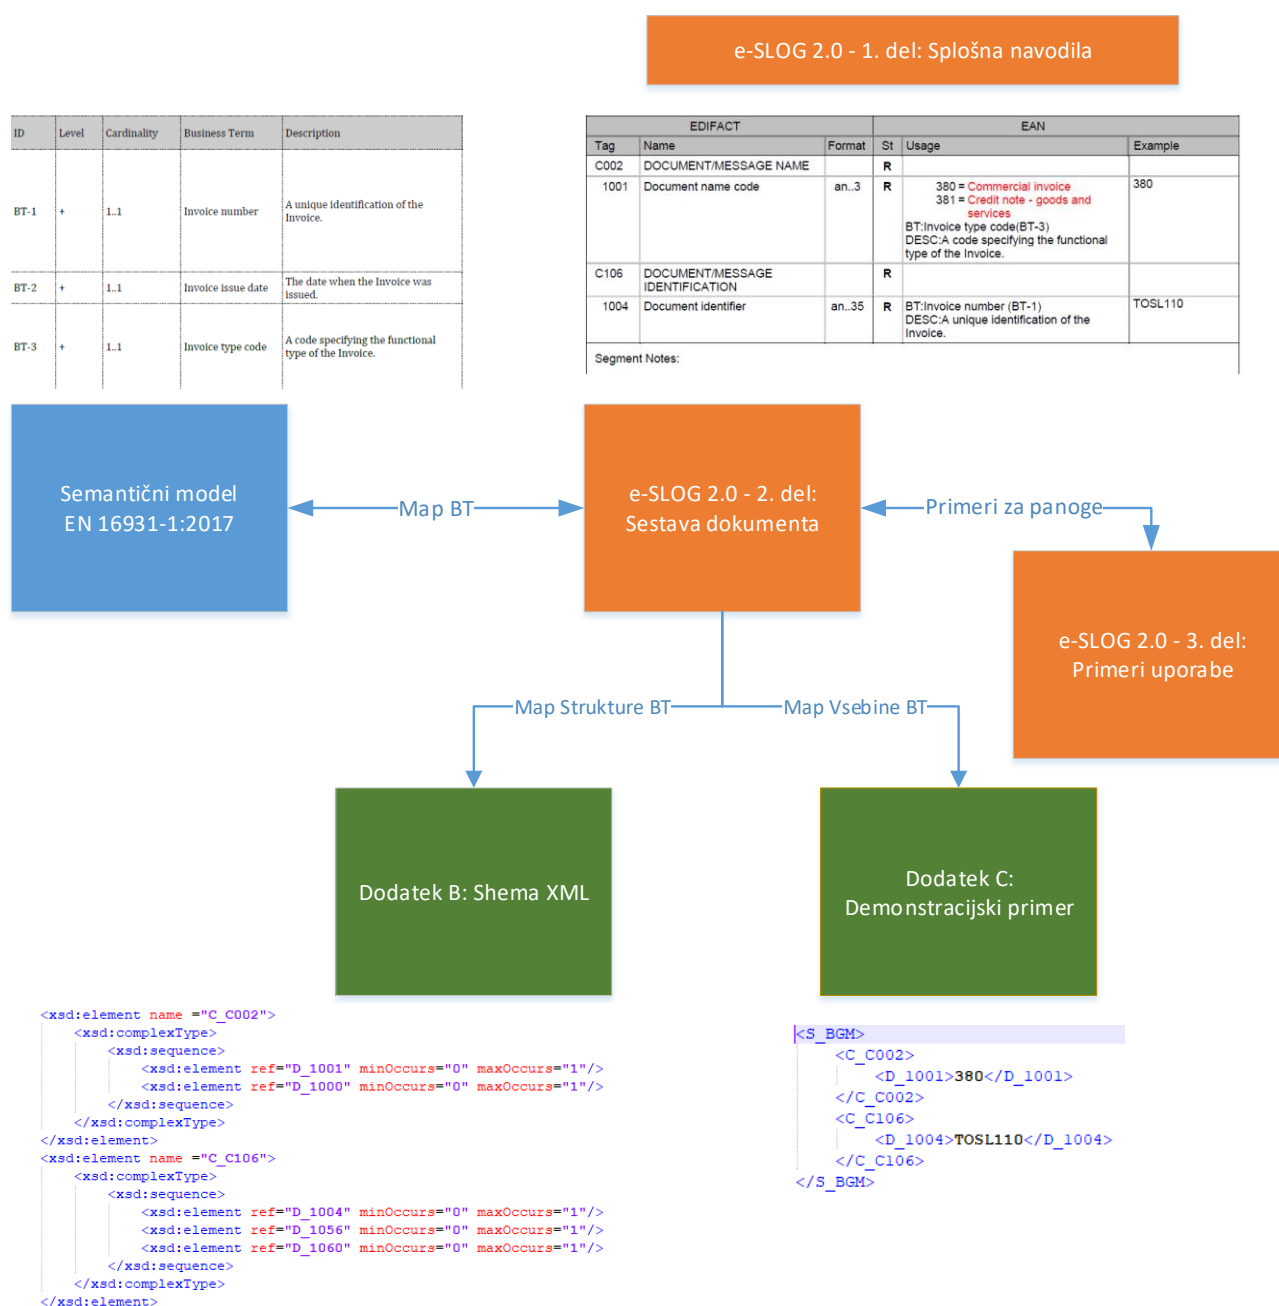 e-SLOG 2.0 - 1. del: Splošna navodila
ID Level Cardinality Business Term Description
BT-1 + 1..1 Invoice number A unique identification of the
Invoice.
BT-2 + 1..1 Invoice issue date The date when the Invoice was
issued.
BT-3 + 1..1 Invoice type code A code specifying the functional
type of the Invoice.
EDIFACT EAN
Tag Name Format St Usage Example
C002 DOCUMENT/MESSAGE NAME R
1001 Document name code an..3 R 380 = Commercial invoice 380
381 = Credit note - goods and
services
BT:Invoice type code(BT-3)
DESC:A code specifying the functional
type of the Invoice.
C106 DOCUMENT/MESSAGE R
IDENTIFICATION
1004 Document identifier an..35 R BT:Invoice number (BT-1) TOSL110
DESC:A unique identification of the
Invoice.
Segment Notes:
Semantični model
EN 16931-1:2017
Map BT
e-SLOG 2.0 - 2. del:
Sestava dokumenta
Primeri za panoge
e-SLOG 2.0 - 3. del:
Primeri uporabe
Map Strukture BT
Map Vsebine BT
Dodatek B: Shema XML
Dodatek C:
Demonstracijski primer
<xsd:element name ="C_C002">
<xsd:complexType>
<xsd:sequence>
<xsd:element ref="D_1001" minOccurs="0" maxOccurs="1"/>
<xsd:element ref="D_1000" minOccurs="0" maxOccurs="1"/>
</xsd:sequence>
</xsd:complexType>
</xsd:element>
<xsd:element name ="C_C106">
<xsd:complexType>
<xsd:sequence>
<xsd:element ref="D_1004" minOccurs="0" maxOccurs="1"/>
<xsd:element ref="D_1056" minOccurs="0" maxOccurs="1"/>
<xsd:element ref="D_1060" minOccurs="0" maxOccurs="1"/>
</xsd:sequence>
</xsd:complexType>
</xsd:element>
<S_BGM>
<C_C002>
<D_1001>380</D_1001>
</C_C002>
<C_C106>
<D_1004>TOSL110</D_1004>
</C_C106>
</S_BGM>